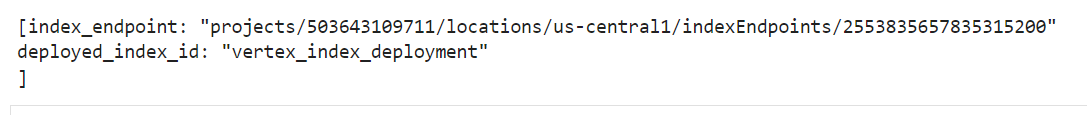 [index_endpoint: "projects/503643109711/locations/us-central1/indexEndpoints/2553835657835315200"
deployed_index_id: "vertex_index_deployment"
]